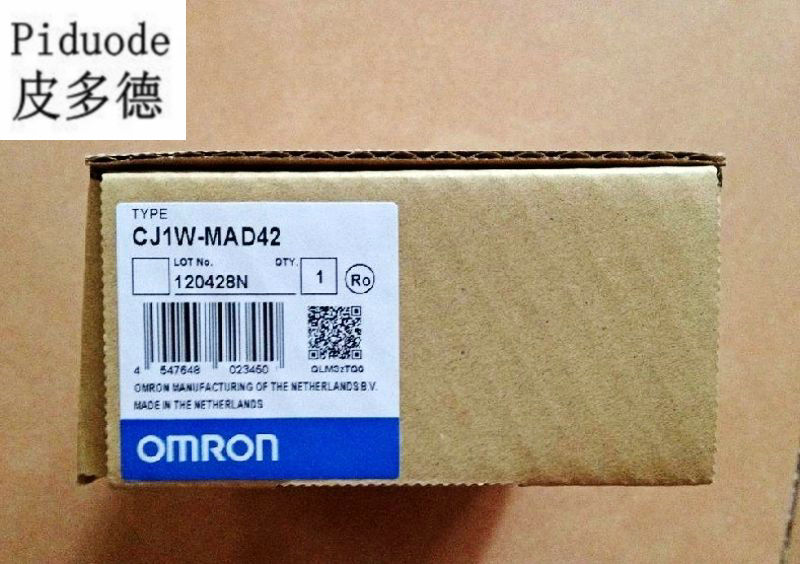 Piduode
皮多德
TYPE
CJ1W-MAD42
LOT No. QTY.
120428N 1 Ro
4 547648 023450
QLM3zTQ0
OMRON MANUFACTURING OF THE NETHERLANDS B.V.
MADE IN THE NETHERLANDS
OMRON